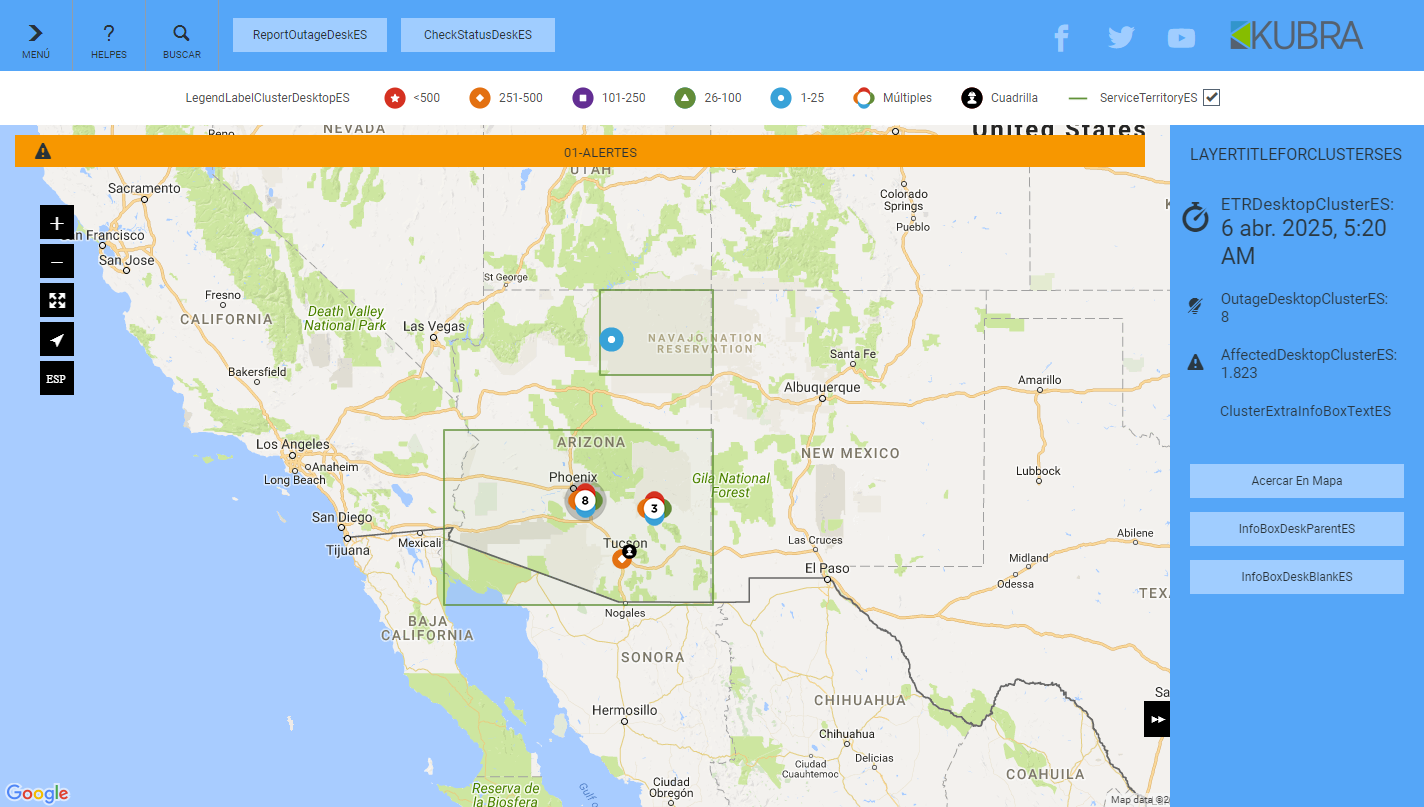 MENÚ
HELPES
BUSCAR
ReportOutageDeskES
CheckStatusDeskES
KUBRA
LegendLabelClusterDesktopES
<500
251-500
101-250
26-100
1-25
Múltiples
Cuadrilla
ServiceTerritoryES
Reno
NEVADA
United States
01-ALERTES
UTAH
Sacramento
Colorado
Springs
Pueblo
San Francisco
San Jose
St George
Fresno
CALIFORNIA
Death Valley
National Park
Las Vegas
NAVAJO NATION
RESERVATION
Santa Fe
Bakersfield
Albuquerque
Amarillo
Los Angeles
Anaheim
Long Beach
ARIZONA
NEW MEXICO
Phoenix
8
3
Gila National
Forest
Lubbock
San Diego
Tijuana
Mexicali
Tucson
Las Cruces
El Paso
Abilene
Midland
Odessa
Nogales
TEX
BAJA
CALIFORNIA
SONORA
CHIHUAHUA
Hermosillo
Chihuahua
Ciudad
Cuauhtemoc
Delicias
COAHUILA
Ciudad
Obregón
Reserva de
la Biosfera
Gulf o
Sa
Google
Map data ©2
ESP
LAYERTITLEFORCLUSTERSES
ETRDesktopClusterES:
6 abr. 2025, 5:20
AM
OutageDesktopClusterES:
8
AffectedDesktopClusterES:
1.823
ClusterExtraInfoBoxTextES
Acercar En Mapa
InfoBoxDeskParentES
InfoBoxDeskBlankES